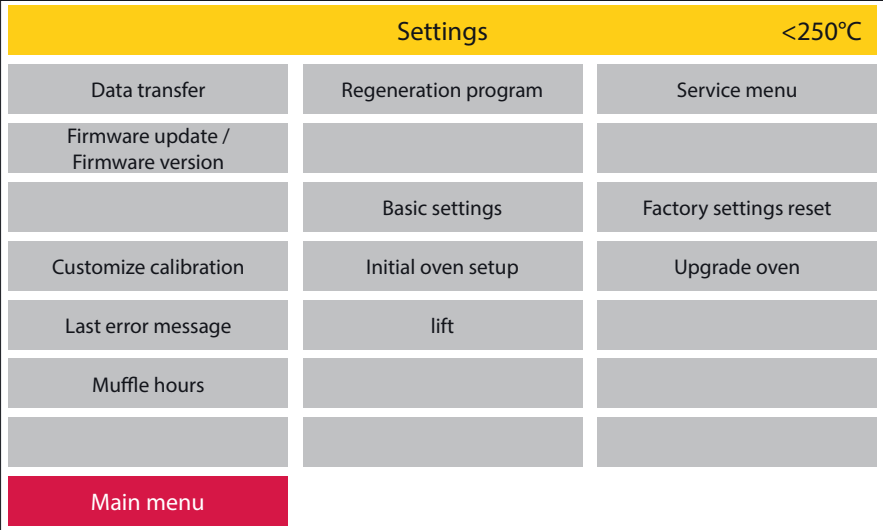 Settings
<250°C
Data transfer
Regeneration program
Service menu
Firmware update /
Firmware version
Basic settings
Factory settings reset
Customize calibration
Initial oven setup
Upgrade oven
Last error message
lift
Muffle hours
Main menu